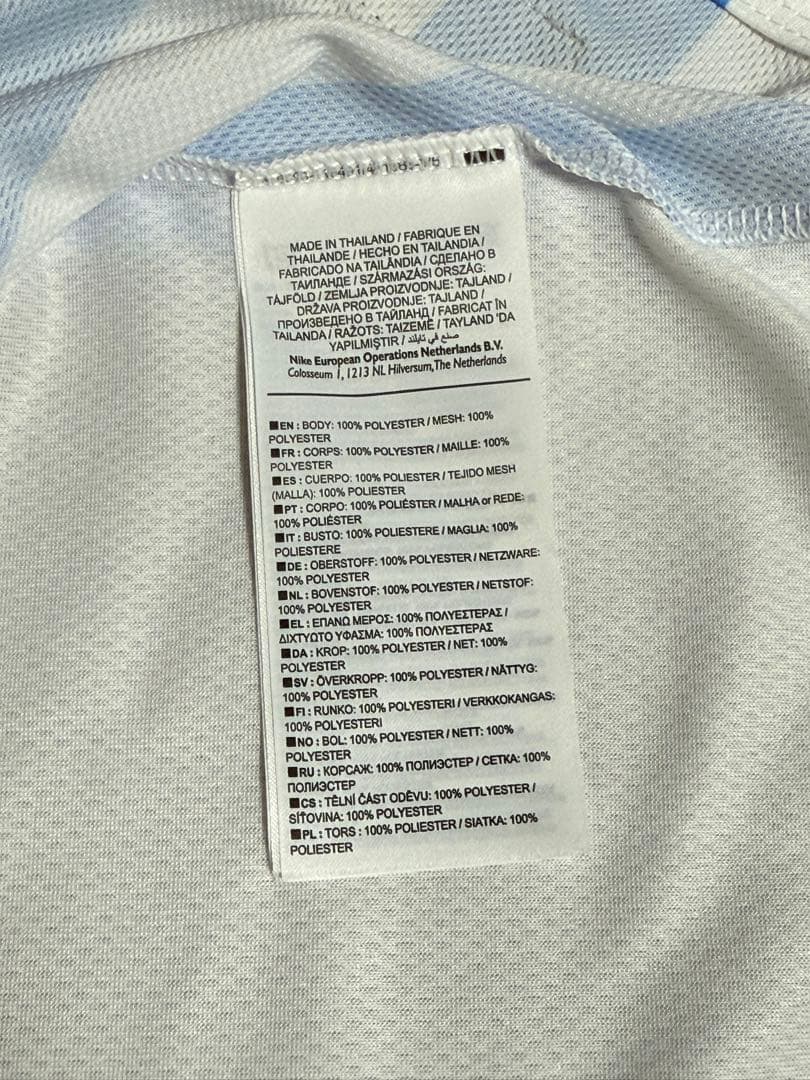 MADE IN THAILAND / FABRIQUE EN
THAILANDE / HECHO EN TAILANDIA /
FABRICADO NA TAILÂNDIA / СДЕЛАНО В
ТАИЛАНДЕ / SZÁRMAZÁSI ORSZÁG:
TÁJFÖLD / ZEMLJA PROIZVODNJE: TAJLAND /
DRŽAVA PROIZVODNJE: TAJLAND /
ПРОИЗВЕДЕНО В ТАЙЛАНД / FABRICAT ÎN
TAILANDA / RAŽOTS: TAIZEMĒ / TAYLAND 'DA
YAPILMIŞTIR / صنع في تايلند
Nike European Operations Netherlands B.V.
Colosseum 1, 1213 NL Hilversum, The Netherlands
■EN : BODY: 100% POLYESTER / MESH: 100%
POLYESTER
■FR : CORPS: 100% POLYESTER / MAILLE: 100%
POLYESTER
■ES : CUERPO: 100% POLIESTER / TEJIDO MESH
(MALLA): 100% POLIESTER
■PT : CORPO: 100% POLIÉSTER / MALHA or REDE:
100% POLIÉSTER
■IT : BUSTO: 100% POLIESTERE / MAGLIA: 100%
POLIESTERE
■DE : OBERSTOFF: 100% POLYESTER / NETZWARE:
100% POLYESTER
■NL : BOVENSTOF: 100% POLYESTER / NETSTOF:
100% POLYESTER
■EL : ΕΠΑΝΩ ΜΕΡΟΣ: 100% ΠΟΛΥΕΣΤΕΡΑΣ /
ΔΙΧΤΥΩΤΟ ΥΦΑΣΜΑ: 100% ΠΟΛΥΕΣΤΕΡΑΣ
■DA : KROP: 100% POLYESTER / NET: 100%
POLYESTER
■SV : ÖVERKROPP: 100% POLYESTER / NÄTTYG:
100% POLYESTER
■FI : RUNKO: 100% POLYESTERI / VERKKOKANGAS:
100% POLYESTERI
■NO : BOL: 100% POLYESTER / NETT: 100%
POLYESTER
■RU : КОРСАЖ: 100% ПОЛИЭСТЕР / СЕТКА: 100%
ПОЛИЭСТЕР
■CS : TĚLNÍ ČÁST ODĚVU: 100% POLYESTER /
SÍŤOVINA: 100% POLYESTER
■PL : TORS : 100% POLIESTER / SIATKA: 100%
POLIESTER